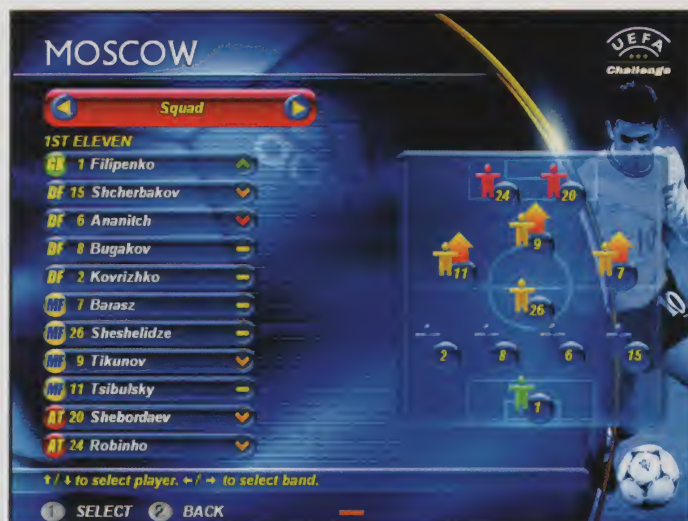 MOSCOW
UEFA
Challenge
Squad
1ST ELEVEN
GK 1 Filipenko
DF 15 Shcherbakov
DF 6 Ananitch
DF 8 Bugakov
DF 2 Kovrizhko
MF 7 Barasz
MF 26 Sheshelidze
MF 9 Tikunov
MF 11 Tsibulsky
AT 20 Shebordaev
AT 24 Robinho
24 20
9
11 7
26
2 8 6 15
1
10
↑/↓ to select player. ←/→ to select band.
1 SELECT 2 BACK